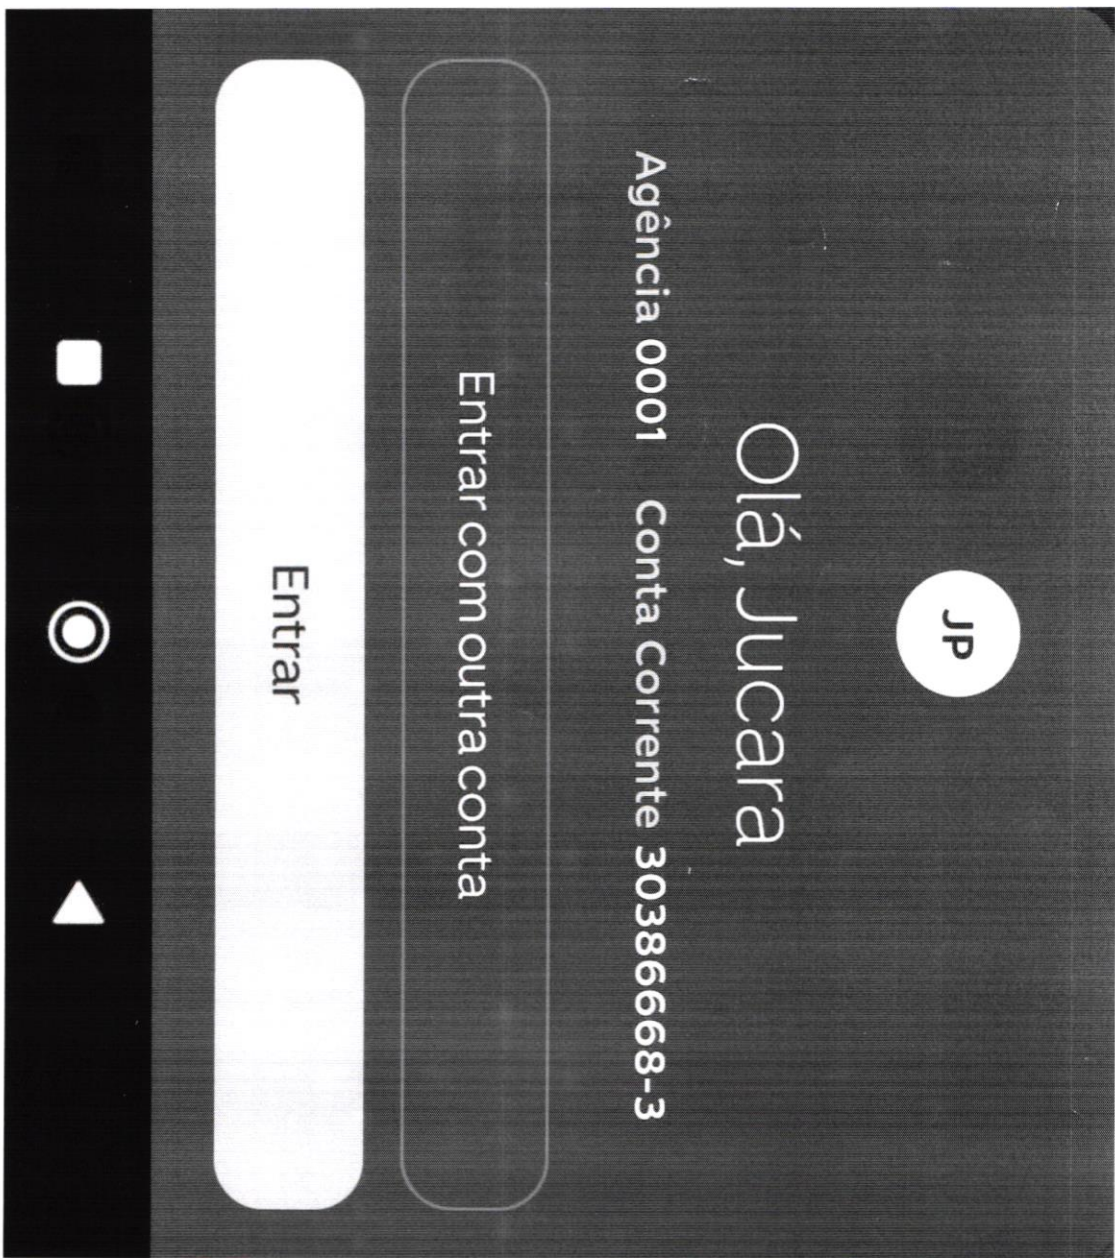 JP
Olá, Jucara
Agência 0001 Conta Corrente 30386668-3
Entrar com outra conta
Entrar